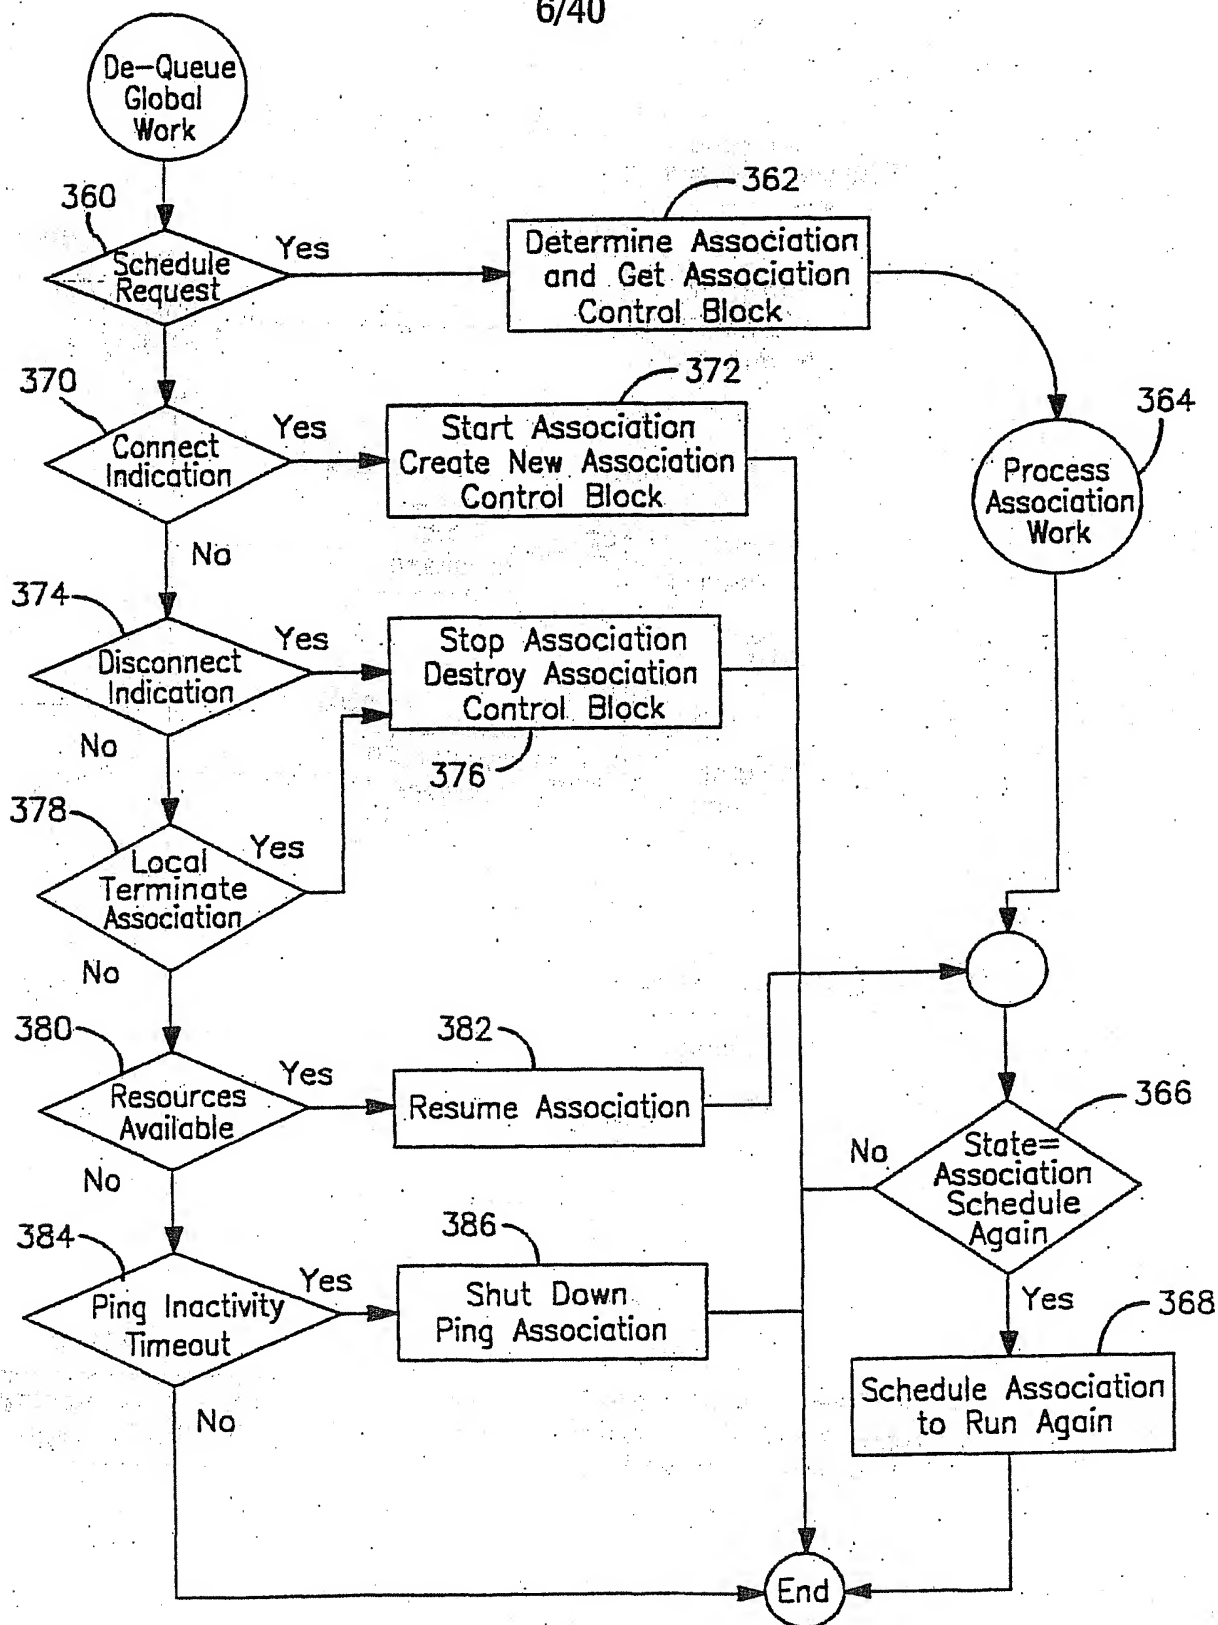 6/40
De-Queue
Global
Work
360
Schedule
Request
Yes
362
Determine Association
and Get Association
Control Block
370
Connect
Indication
Yes
372
Start Association
Create New Association
Control Block
364
Process
Association
Work
No
374
Disconnect
Indication
Yes
Stop Association
Destroy Association
Control Block
376
No
378
Local
Terminate
Association
Yes
No
380
Resources
Available
Yes
382
Resume Association
366
State=
Association
Schedule
Again
No
No
384
Ping Inactivity
Timeout
Yes
386
Shut Down
Ping Association
Yes
368
Schedule Association
to Run Again
No
End